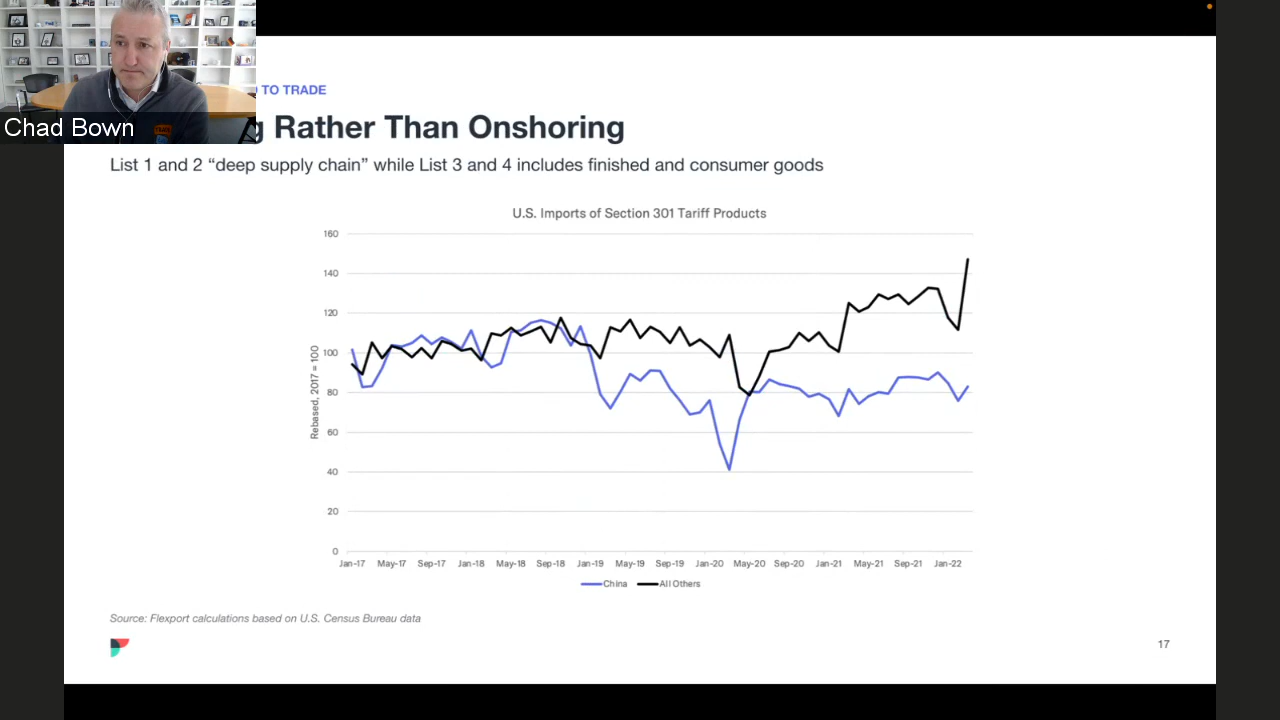 TO TRADE
Chad Bown
Rather Than Onshoring
List 1 and 2 “deep supply chain” while List 3 and 4 includes finished and consumer goods
U.S. Imports of Section 301 Tariff Products
Rebased, 2017 = 100
160
140
120
100
80
60
40
20
0
Jan-17 May-17 Sep-17 Jan-18 May-18 Sep-18 Jan-19 May-19 Sep-19 Jan-20 May-20 Sep-20 Jan-21 May-21 Sep-21 Jan-22
China All Others
Source: Flexport calculations based on U.S. Census Bureau data
17